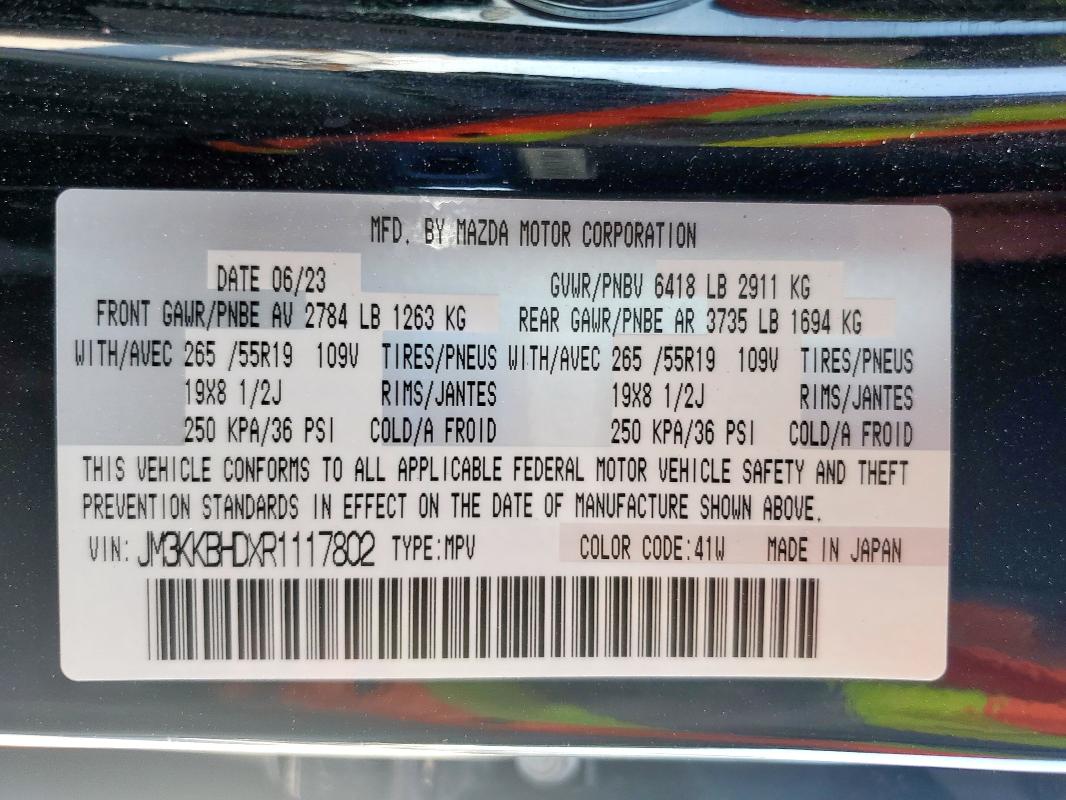 MFD. BY MAZDA MOTOR CORPORATION
DATE 06/23 GVWR/PNBV 6418 LB 2911 KG
FRONT GAWR/PNBE AV 2784 LB 1263 KG REAR GAWR/PNBE AR 3735 LB 1694 KG
WITH/AVEC 265 /55R19 109V TIRES/PNEUS WITH/AVEC 265 /55R19 109V TIRES/PNEUS
19X8 1/2J RIMS/JANTES 19X8 1/2J RIMS/JANTES
250 KPA/36 PSI COLD/A FROID 250 KPA/36 PSI COLD/A FROID
THIS VEHICLE CONFORMS TO ALL APPLICABLE FEDERAL MOTOR VEHICLE SAFETY AND THEFT
PREVENTION STANDARDS IN EFFECT ON THE DATE OF MANUFACTURE SHOWN ABOVE.
VIN: JM3KKBHDXR1117802 TYPE:MPV COLOR CODE:41W MADE IN JAPAN